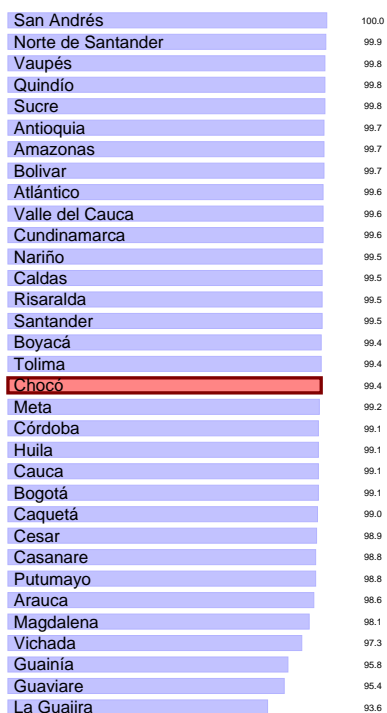 San Andrés 100.0
Norte de Santander 99.9
Vaupés 99.8
Quindío 99.8
Sucre 99.8
Antioquia 99.7
Amazonas 99.7
Bolivar 99.7
Atlántico 99.6
Valle del Cauca 99.6
Cundinamarca 99.6
Nariño 99.5
Caldas 99.5
Risaralda 99.5
Santander 99.5
Boyacá 99.4
Tolima 99.4
Chocó 99.4
Meta 99.2
Córdoba 99.1
Huila 99.1
Cauca 99.1
Bogotá 99.1
Caquetá 99.0
Cesar 98.9
Casanare 98.8
Putumayo 98.8
Arauca 98.6
Magdalena 98.1
Vichada 97.3
Guainía 95.8
Guaviare 95.4
La Guajira 93.6